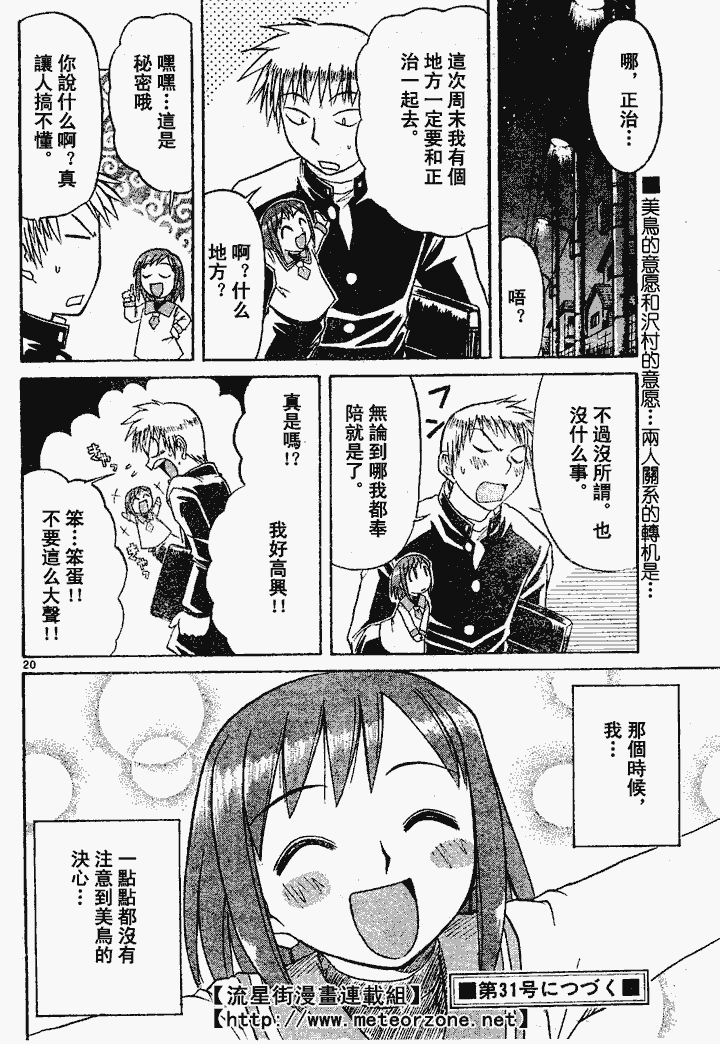 哪，正治…
唔？
這次周末我有個
地方一定要和正
治一起去。
啊？什么
地方？
嘿嘿…這是
秘密哦
你說什么啊？真
讓人搞不懂。
■美鳥的意愿和沢村的意愿…兩人關系的轉机是…
不過沒所謂。也
沒什么事。
無論到哪我都奉
陪就是了。
真是嗎!?
我好高興!!
きゃっ
きゃっ
笨…笨蛋!!
不要這么大聲!!
20
那個時候，
我…
一點點都沒有
注意到美鳥的
決心…
■第31号につづく■
【流星街漫畫連載組】
【http://www.meteorzone.net】